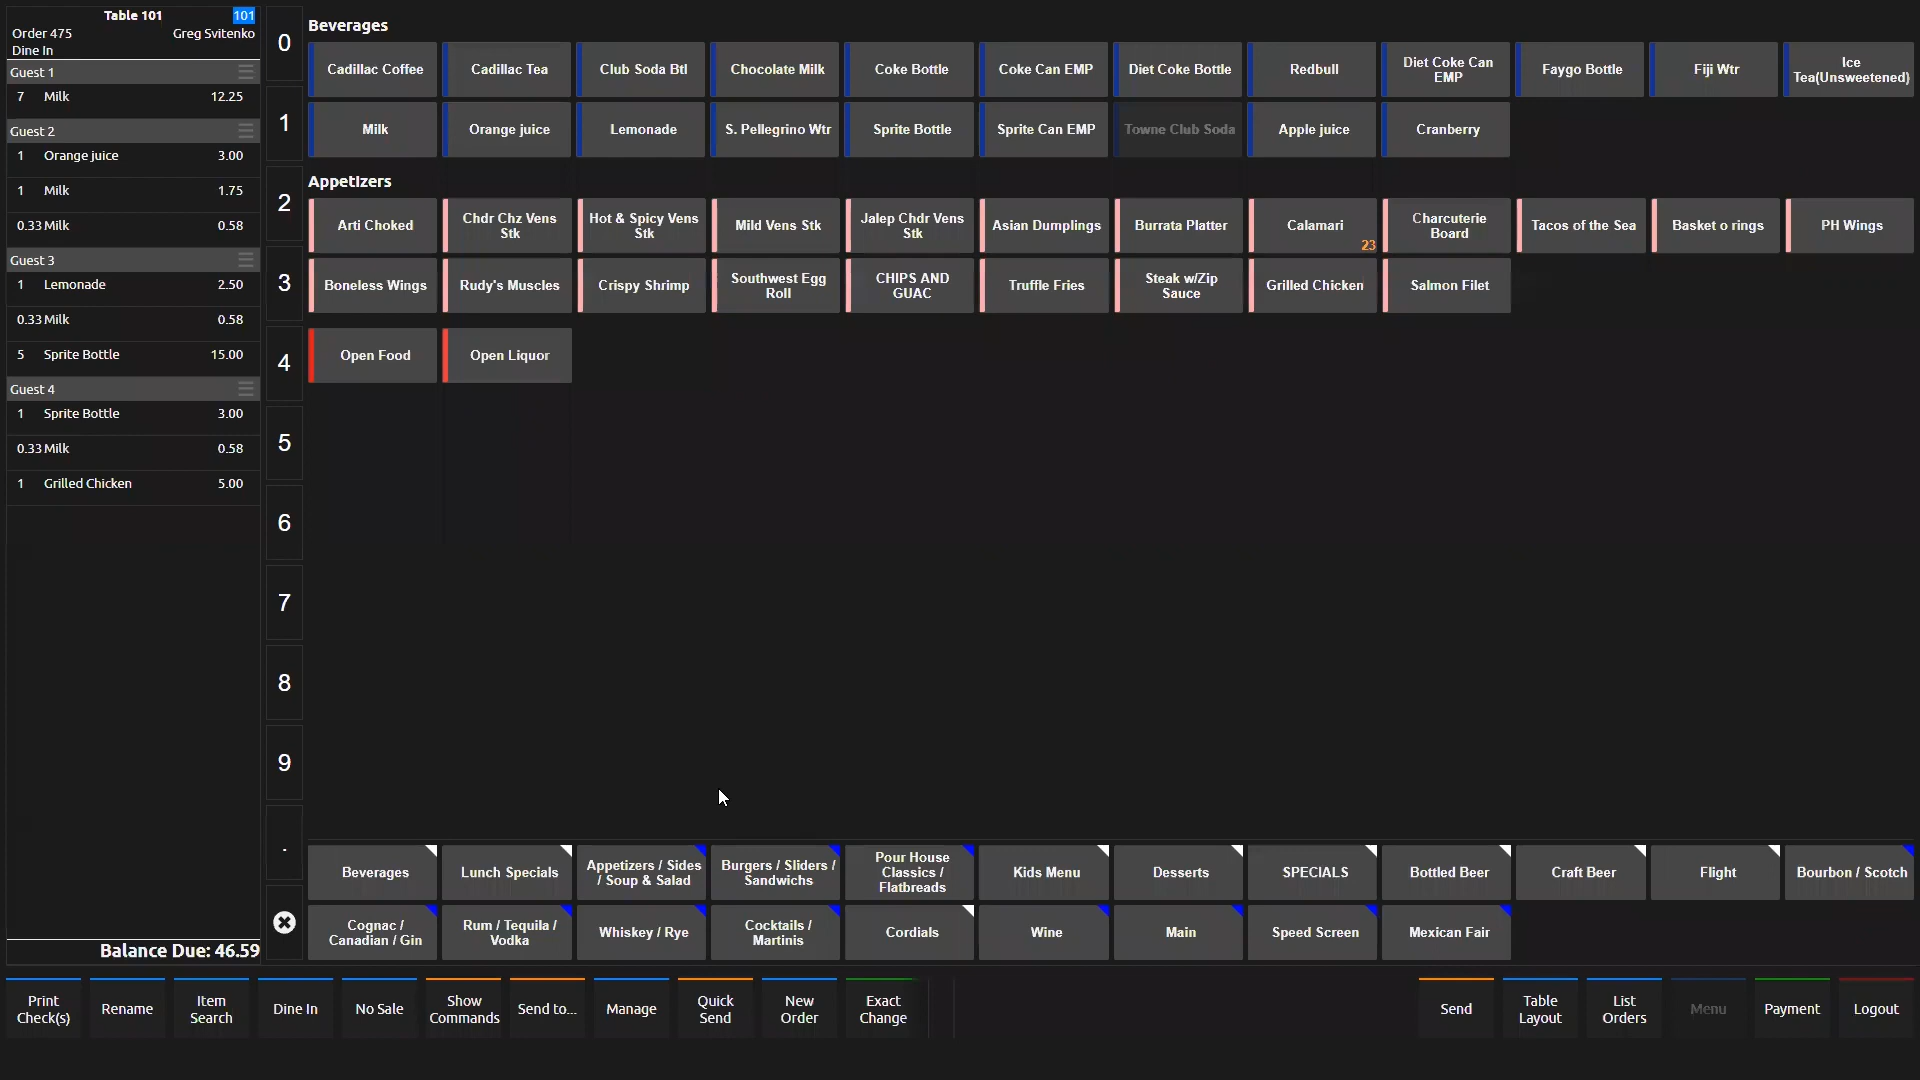 Table 101
101
Order 475
Greg Svitenko
Dine In
Guest 1
7 Milk 12.25
Guest 2
1 Orange juice 3.00
1 Milk 1.75
0.33 Milk 0.58
Guest 3
1 Lemonade 2.50
0.33 Milk 0.58
5 Sprite Bottle 15.00
Guest 4
1 Sprite Bottle 3.00
0.33 Milk 0.58
1 Grilled Chicken 5.00
Balance Due: 46.59
0
1
2
3
4
5
6
7
8
9
.
Beverages
Cadillac Coffee
Cadillac Tea
Club Soda Btl
Chocolate Milk
Coke Bottle
Coke Can EMP
Diet Coke Bottle
Redbull
Diet Coke Can
EMP
Faygo Bottle
Fiji Wtr
Ice
Tea(Unsweetened)
Milk
Orange juice
Lemonade
S. Pellegrino Wtr
Sprite Bottle
Sprite Can EMP
Towne Club Soda
Apple juice
Cranberry
Appetizers
Arti Choked
Chdr Chz Vens
Stk
Hot & Spicy Vens
Stk
Mild Vens Stk
Jalep Chdr Vens
Stk
Asian Dumplings
Burrata Platter
Calamari
23
Charcuterie
Board
Tacos of the Sea
Basket o rings
PH Wings
Boneless Wings
Rudy's Muscles
Crispy Shrimp
Southwest Egg
Roll
CHIPS AND
GUAC
Truffle Fries
Steak w/Zip
Sauce
Grilled Chicken
Salmon Filet
Open Food
Open Liquor
Beverages
Lunch Specials
Appetizers / Sides
/ Soup & Salad
Burgers / Sliders /
Sandwichs
Pour House
Classics /
Flatbreads
Kids Menu
Desserts
SPECIALS
Bottled Beer
Craft Beer
Flight
Bourbon / Scotch
Cognac /
Canadian / Gin
Rum / Tequila /
Vodka
Whiskey / Rye
Cocktails /
Martinis
Cordials
Wine
Main
Speed Screen
Mexican Fair
Print
Check(s)
Rename
Item
Search
Dine In
No Sale
Show
Commands
Send to...
Manage
Quick
Send
New
Order
Exact
Change
Send
Table
Layout
List
Orders
Menu
Payment
Logout